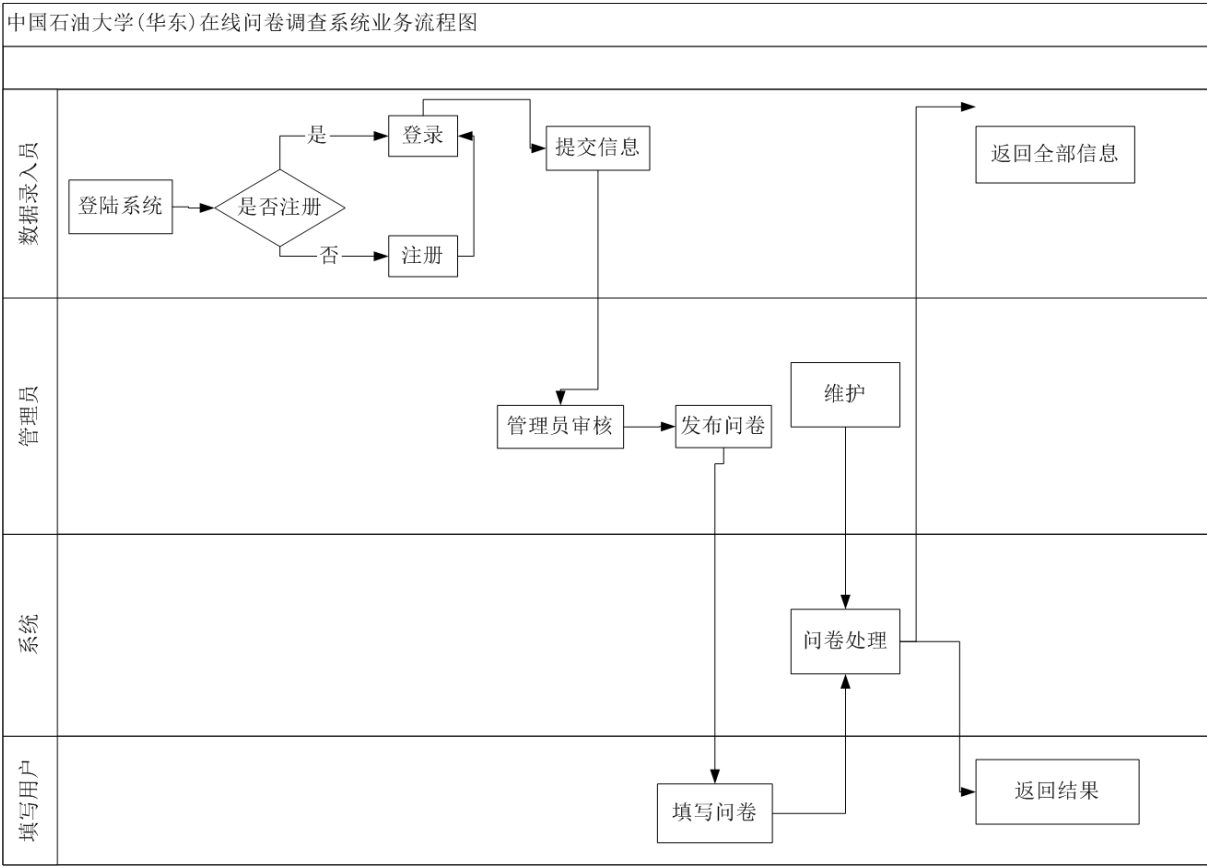 中国石油大学(华东)在线问卷调查系统业务流程图
数据录入员
登陆系统
是否注册
是
登录
否
注册
提交信息
返回全部信息
管理员
管理员审核
发布问卷
维护
系统
问卷处理
填写用户
填写问卷
返回结果